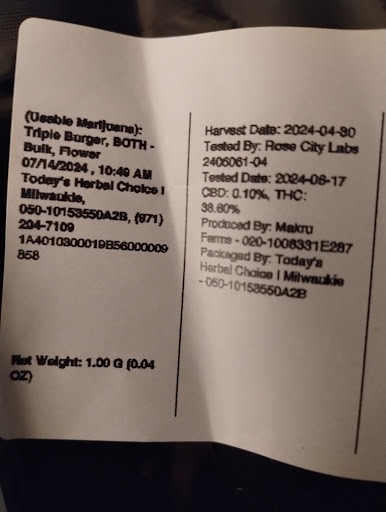 (Usable Marijuana):
Triple Burger, BOTH -
Bulk, Flower
07/14/2024 , 10:49 AM
Today's Herbal Choice |
Milwaukie,
050-10153550A2B, (971)
204-7109
1A4010300019B56000009
858
Net Weight: 1.00 G (0.04
OZ)
Harvest Date: 2024-04-30
Tested By: Rose City Labs
2406061-04
Tested Date: 2024-06-17
CBD: 0.10%, THC:
38.60%
Produced By: Makru
Farms - 020-1008331E287
Packaged By: Today's
Herbal Choice | Milwaukie
- 050-10153550A2B